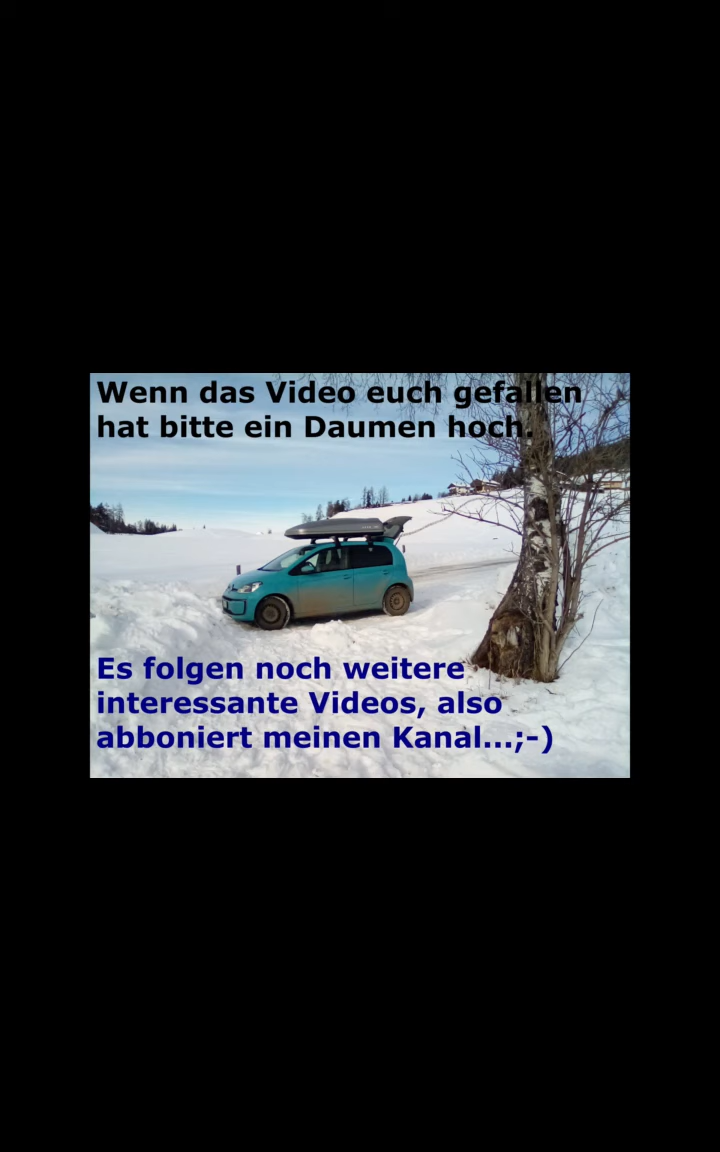 Wenn das Video euch gefallen
hat bitte ein Daumen hoch.
Es folgen noch weitere
interessante Videos, also
abboniert meinen Kanal...;-)